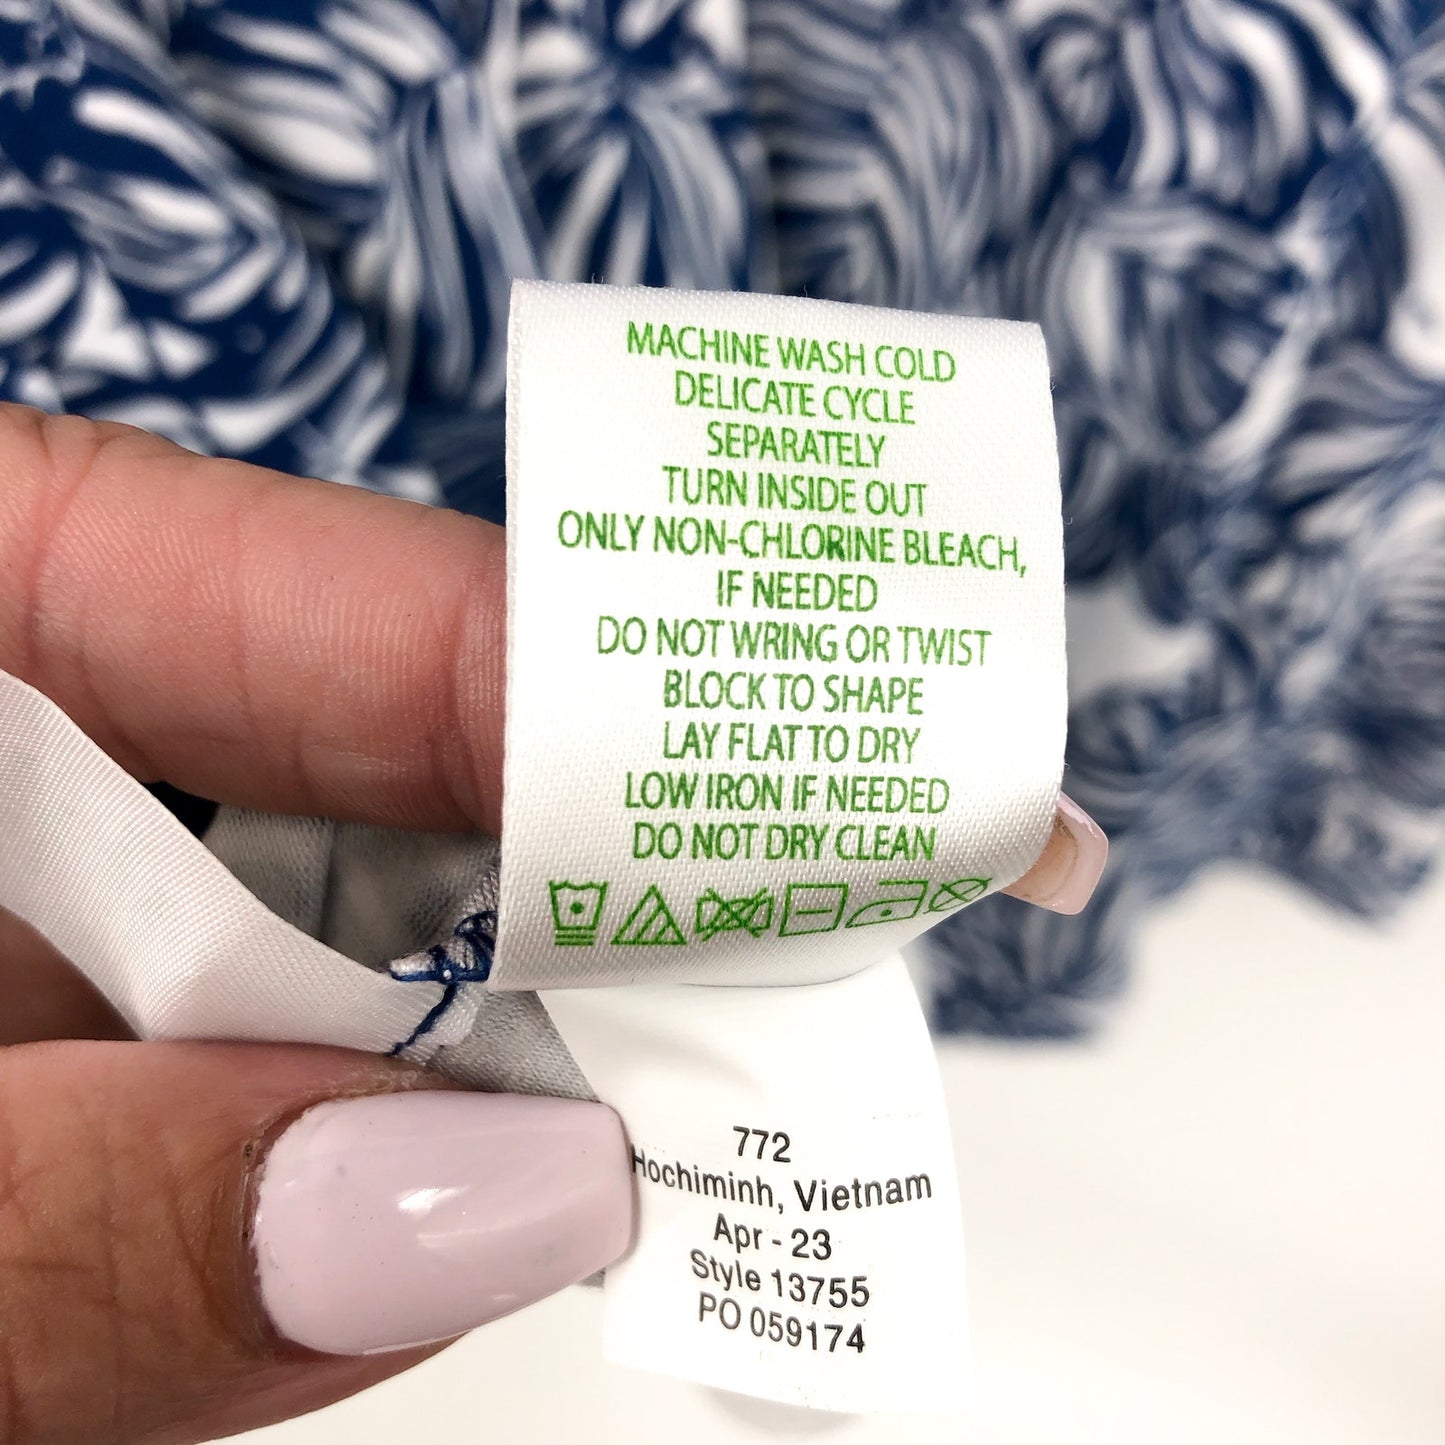 MACHINE WASH COLD
DELICATE CYCLE
SEPARATELY
TURN INSIDE OUT
ONLY NON-CHLORINE BLEACH,
IF NEEDED
DO NOT WRING OR TWIST
BLOCK TO SHAPE
LAY FLAT TO DRY
LOW IRON IF NEEDED
DO NOT DRY CLEAN
772
Hochiminh, Vietnam
Apr - 23
Style 13755
PO 059174